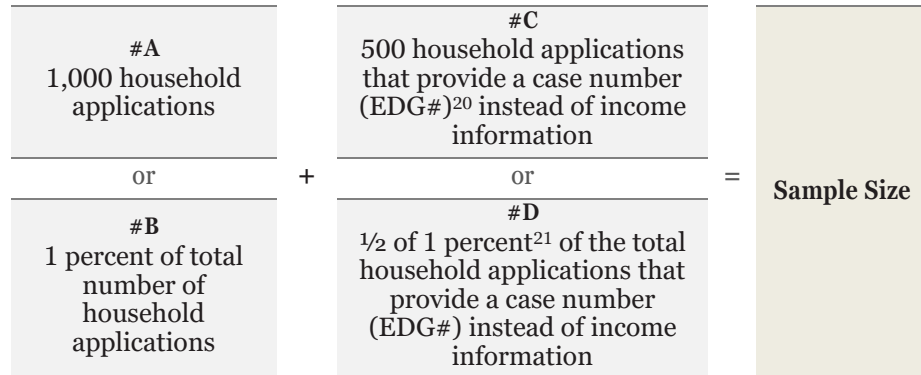 #A
1,000 household
applications
or
#B
1 percent of total
number of
household
applications
+
#C
500 household applications
that provide a case number
(EDG#)²⁰ instead of income
information
or
#D
½ of 1 percent²¹ of the total
household applications that
provide a case number
(EDG#) instead of income
information
=
Sample Size